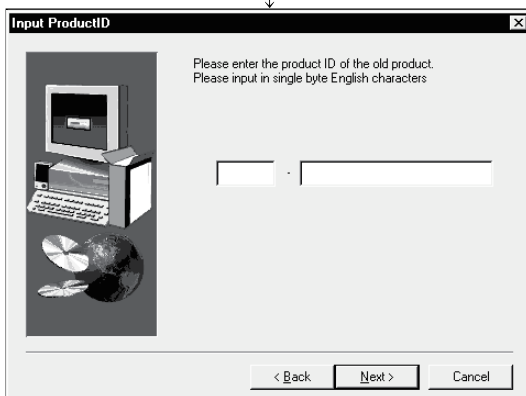 Input ProductID
Please enter the product ID of the old product.
Please input in single byte English characters
-
< Back
Next >
Cancel